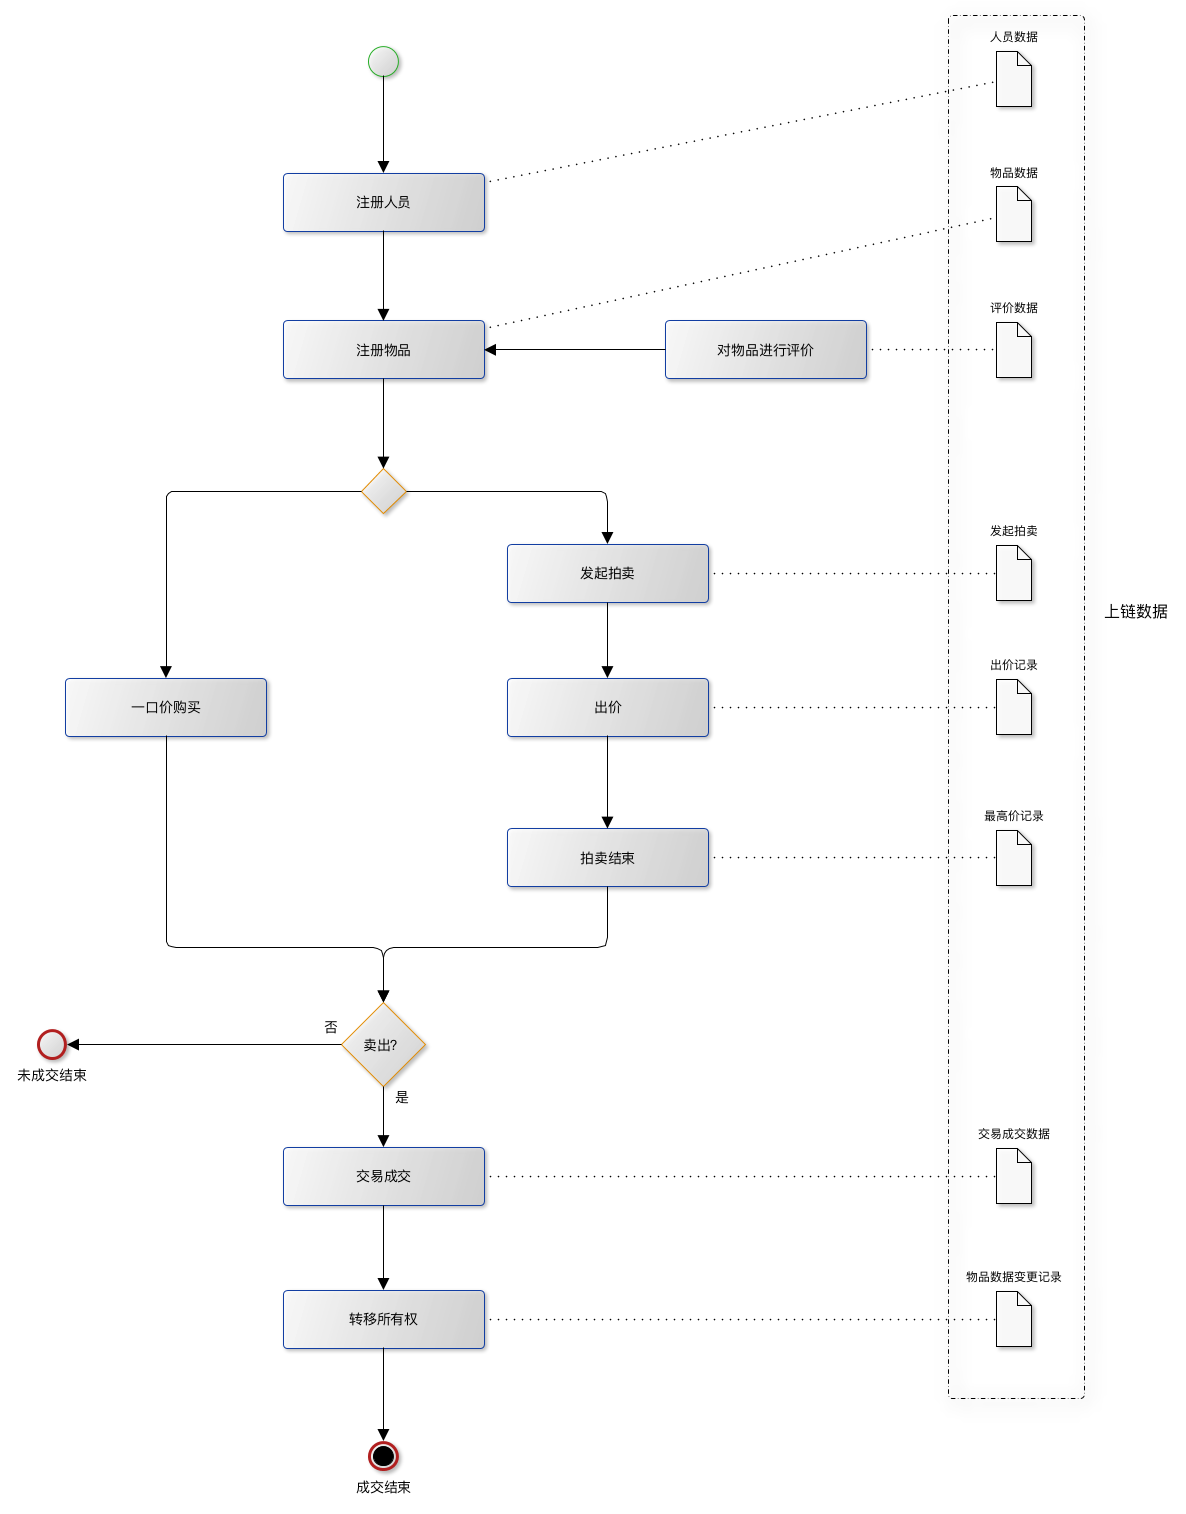 人员数据
注册人员
物品数据
评价数据
注册物品
对物品进行评价
发起拍卖
发起拍卖
上链数据
出价记录
一口价购买
出价
最高价记录
拍卖结束
否
卖出?
未成交结束
是
交易成交数据
交易成交
物品数据变更记录
转移所有权
成交结束